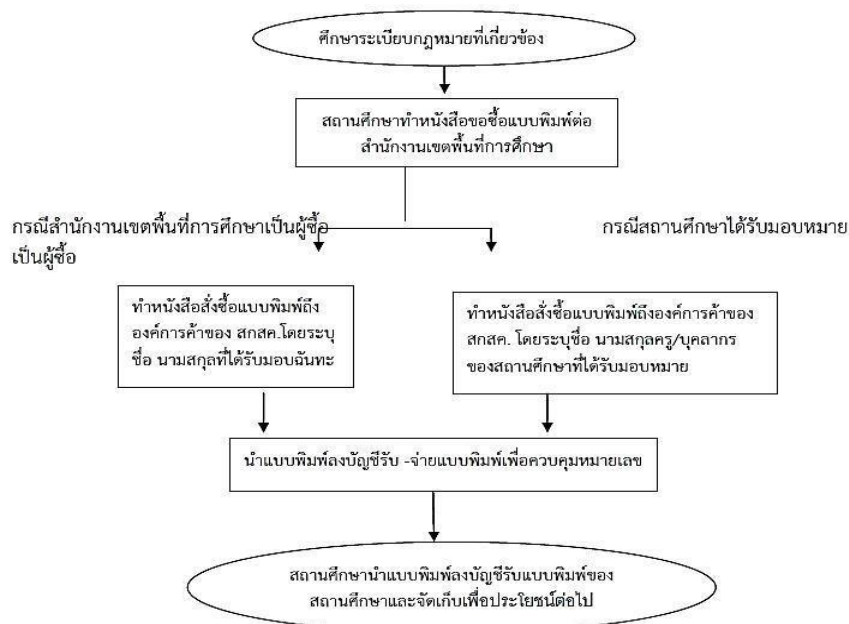 ศึกษาระเบียบกฎหมายที่เกี่ยวข้อง
สถานศึกษาทำหนังสือขอซื้อแบบพิมพ์ต่อ
สำนักงานเขตพื้นที่การศึกษา
กรณีสำนักงานเขตพื้นที่การศึกษาเป็นผู้ซื้อ
กรณีสถานศึกษาได้รับมอบหมาย
เป็นผู้ซื้อ
ทำหนังสือสั่งซื้อแบบพิมพ์ถึง
องค์การค้าของ สกสค.โดยระบุ
ชื่อ นามสกุลที่ได้รับมอบฉันทะ
ทำหนังสือสั่งซื้อแบบพิมพ์ถึงองค์การค้าของ
สกสค. โดยระบุชื่อ นามสกุลครู/บุคลากร
ของสถานศึกษาที่ได้รับมอบหมาย
นำแบบพิมพ์ลงบัญชีรับ -จ่ายแบบพิมพ์เพื่อควบคุมหมายเลข
สถานศึกษานำแบบพิมพ์ลงบัญชีรับแบบพิมพ์ของ
สถานศึกษาและจัดเก็บเพื่อประโยชน์ต่อไป